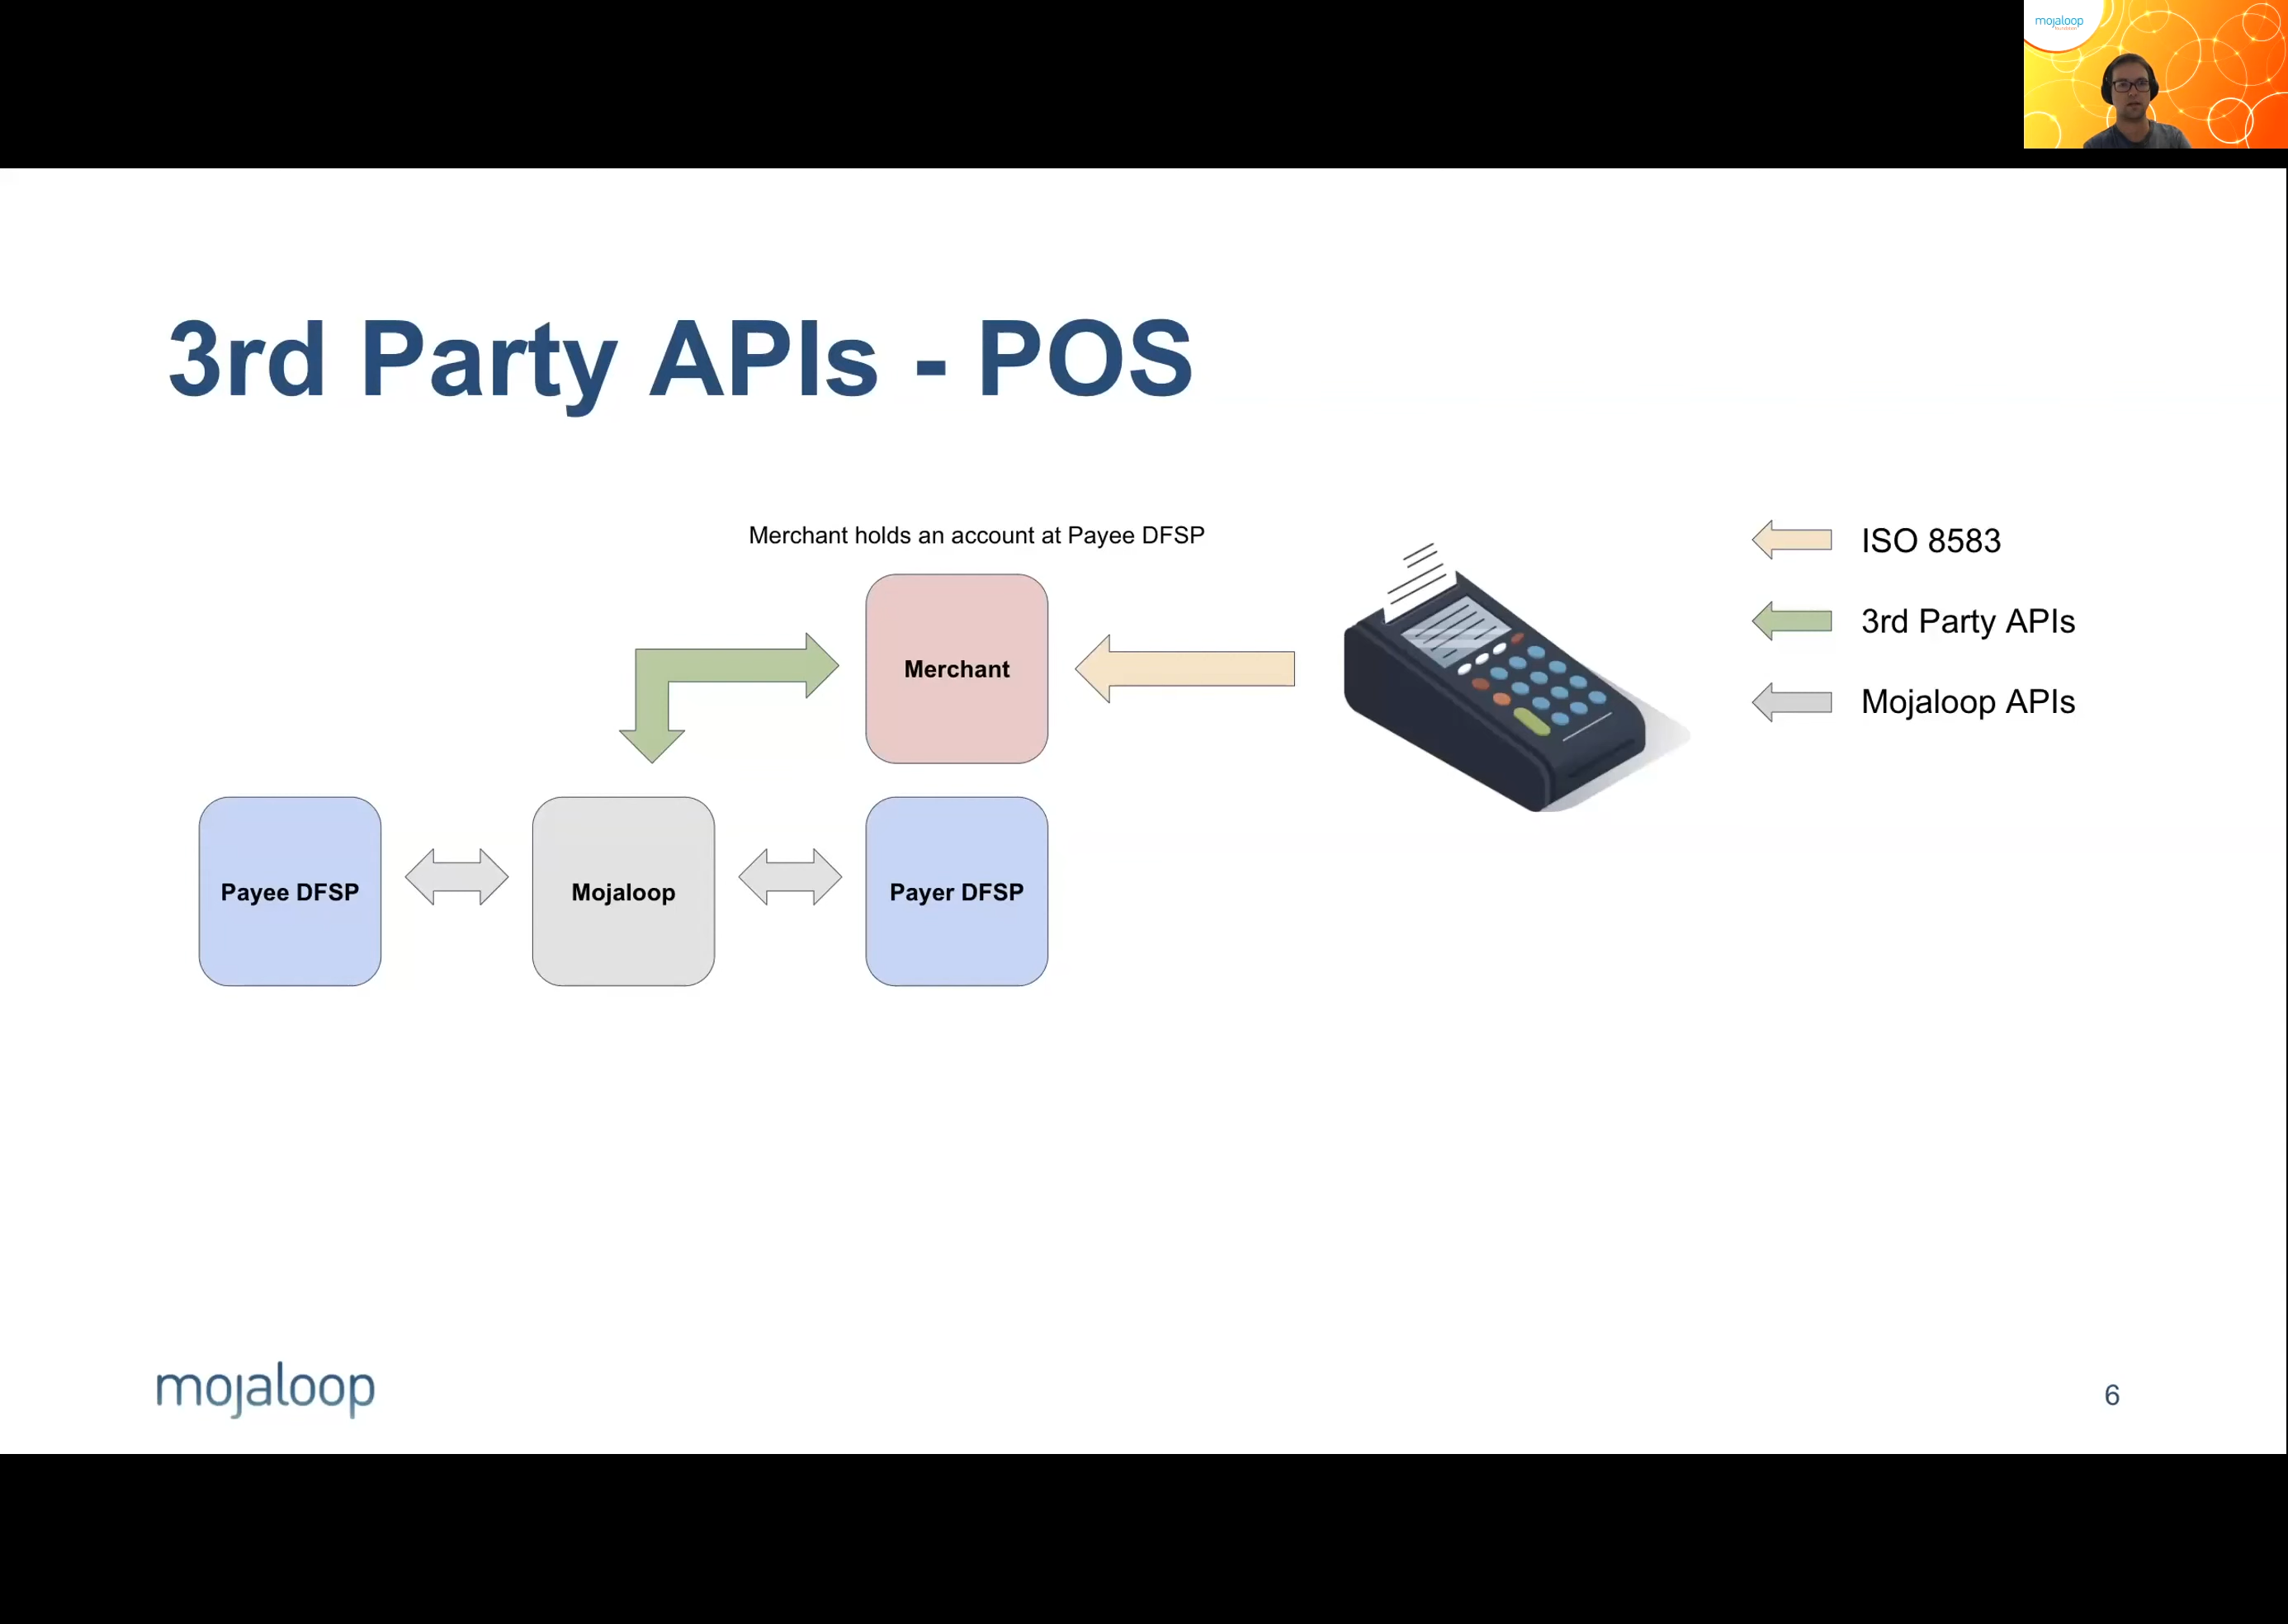 mojaloop
3rd Party APIs - POS
Merchant holds an account at Payee DFSP
ISO 8583
3rd Party APIs
Mojaloop APIs
Merchant
Payee DFSP
Mojaloop
Payer DFSP
mojaloop
6